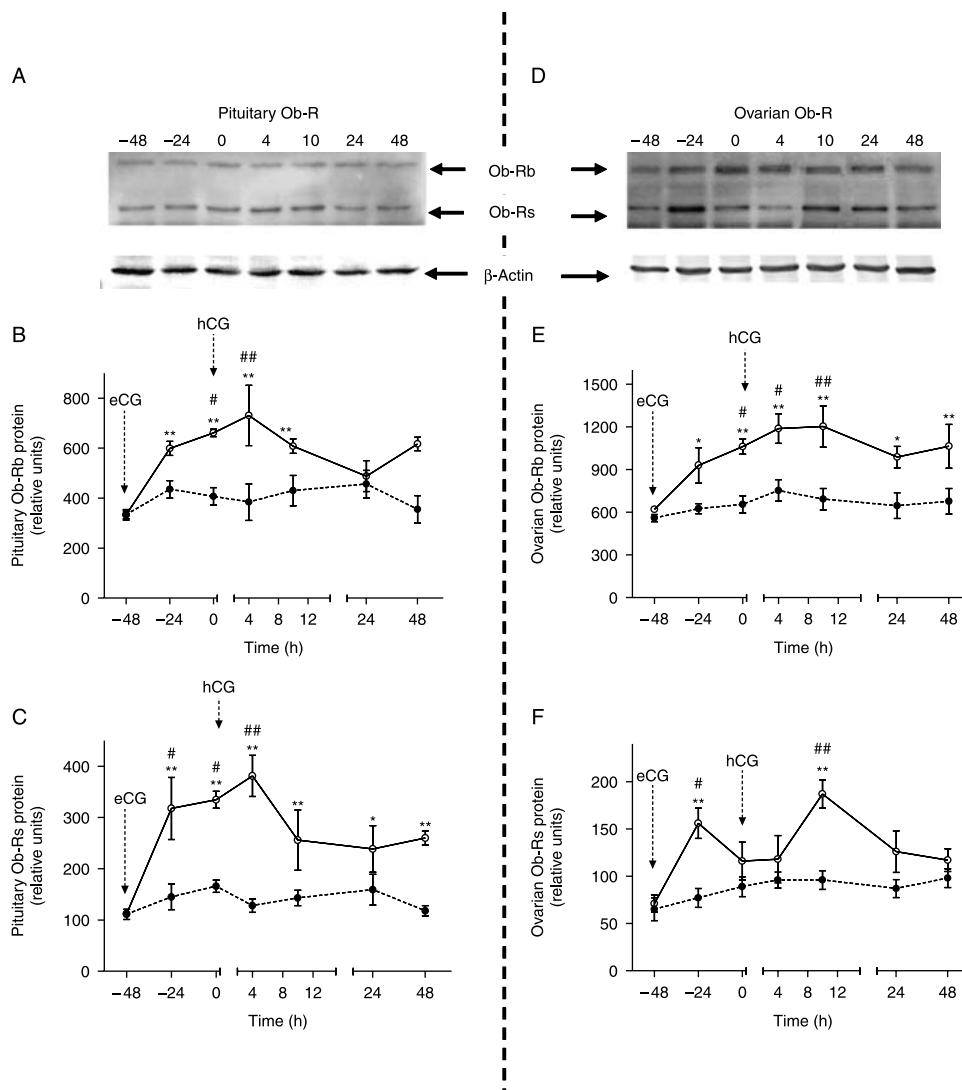 A
Pituitary Ob-R
−48 −24 0 4 10 24 48
D
Ovarian Ob-R
−48 −24 0 4 10 24 48
Ob-Rb
Ob-Rs
β-Actin
B
hCG
eCG
##
#
** ** ** **
800
600
400
200
0
Pituitary Ob-Rb protein
(relative units)
−48 −24 0 4 8 12 24 48
Time (h)
E
hCG
eCG
# # ##
* ** ** ** * **
1500
1200
900
600
300
0
Ovarian Ob-Rb protein
(relative units)
−48 −24 0 4 8 12 24 48
Time (h)
C
hCG
eCG
# # ##
** ** ** ** * **
400
300
200
100
0
Pituitary Ob-Rs protein
(relative units)
−48 −24 0 4 8 12 24 48
Time (h)
F
eCG
hCG
# ##
** **
200
150
100
50
0
Ovarian Ob-Rs protein
(relative units)
−48 −24 0 4 8 12 24 48
Time (h)